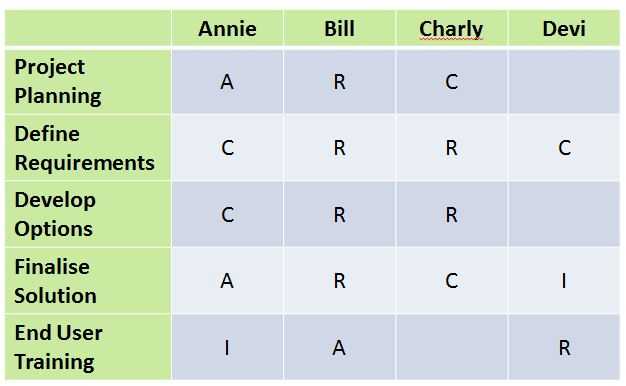 Annie Bill Charly Devi
Project
Planning
A R C
Define
Requirements
C R R C
Develop
Options
C R R
Finalise
Solution
A R C I
End User
Training
I A R